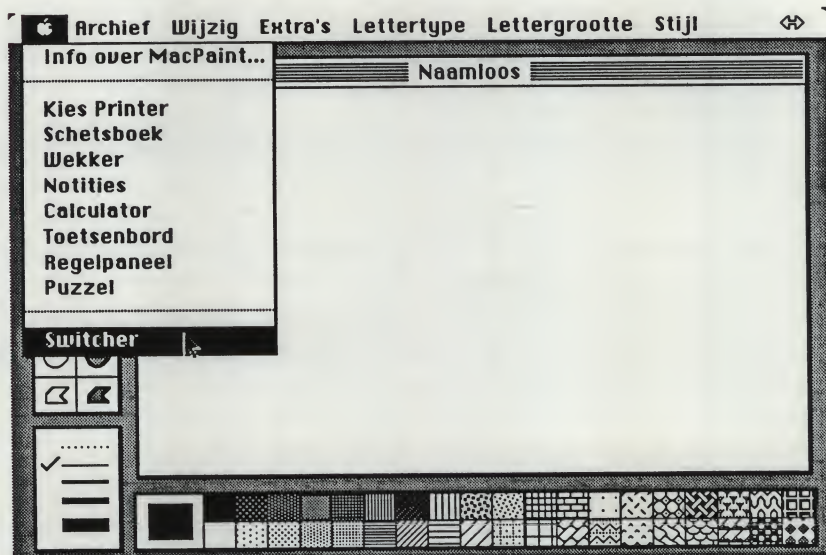 Archief Wijzig Extra's Lettertype Lettergrootte Stijl
Info over MacPaint...
Naamloos
Kies Printer
Schetsboek
Wekker
Notities
Calculator
Toetsenbord
Regelpaneel
Puzzel
Switcher